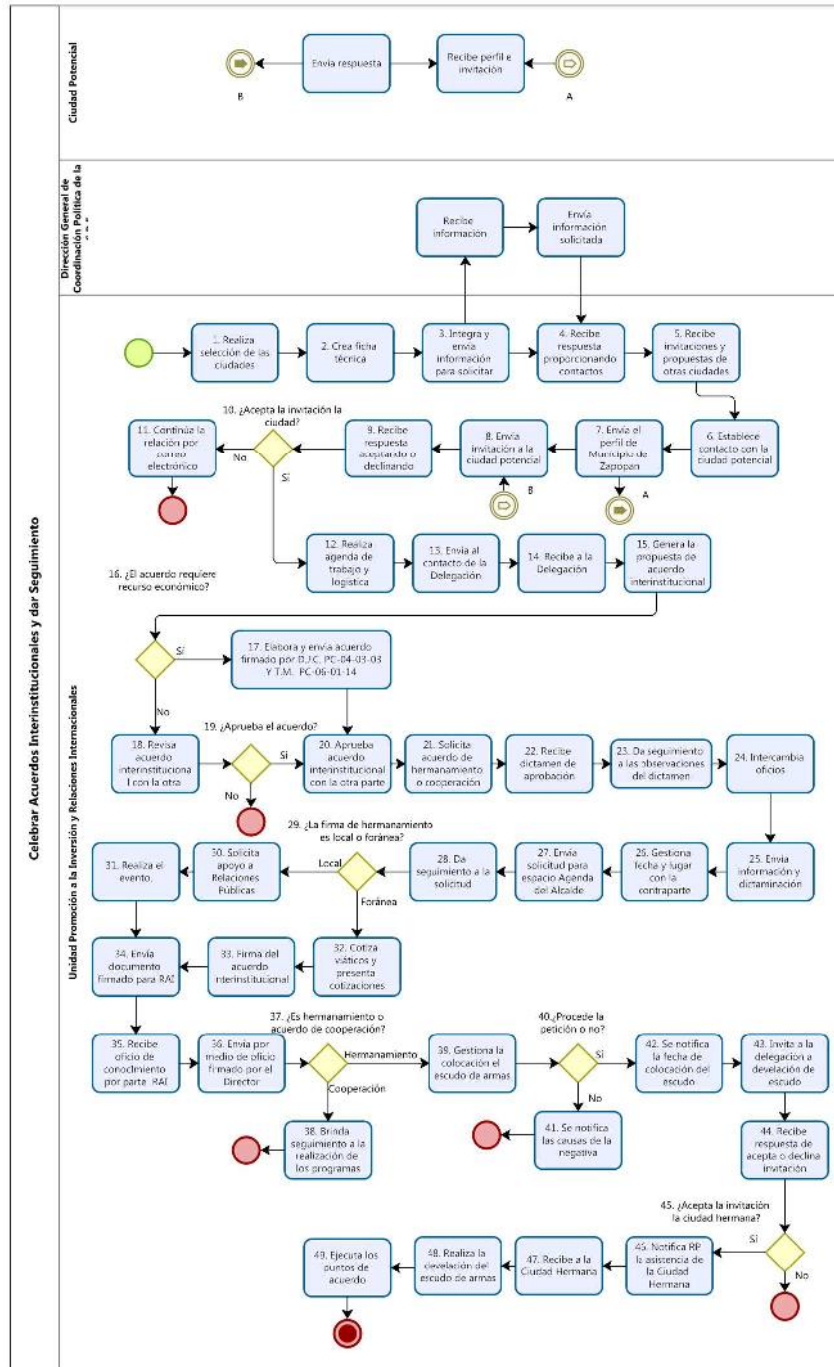 Celebrar Acuerdos Interinstitucionales y dar Seguimiento
Ciudad Potencial
Envía respuesta
Recibe perfil e
invitación
B
A
Dirección General de
Coordinación Política de la
Recibe
información
Envía
información
solicitada
Unidad Promoción a la Inversión y Relaciones Internacionales
1. Realiza
selección de las
ciudades
2. Crea ficha
técnica
3. Integra y
envía
información
para solicitar
4. Recibe
respuesta
proporcionando
contactos
5. Recibe
invitaciones y
propuestas de
otras ciudades
6. Establece
contacto con la
ciudad potencial
7. Envía el
perfil de
Municipio de
Zapopan
A
8. Envía
invitación a la
ciudad potencial
B
9. Recibe
respuesta
aceptando o
declinando
10. ¿Acepta la invitación la
ciudad?
No
Sí
11. Continúa la
relación por
correo
electrónico
12. Realiza
agenda de
trabajo y
logística
13. Envía al
contacto de la
Delegación
14. Recibe a la
Delegación
15. Genera la
propuesta de
acuerdo
interinstitucional
16. ¿El acuerdo requiere
recurso económico?
Sí
No
17. Elabora y envía acuerdo
firmado por D.J.C. PC-04-03-03
Y T.M. PC-06-01-14
18. Revisa
acuerdo
interinstituciona
l con la otra
19. ¿Aprueba el acuerdo?
Sí
No
20. Aprueba
acuerdo
interinstitucional
con la otra parte
21. Solicita
acuerdo de
hermanamiento
o cooperación
22. Recibe
dictamen de
aprobación
23. Da seguimiento
a las observaciones
del dictamen
24. Intercambia
oficios
25. Envía
información y
dictaminación
26. Gestiona
fecha y lugar
con la
contraparte
27. Envía
solicitud para
espacio Agenda
del Alcalde
28. Da
seguimiento a la
solicitud
29. ¿La firma de hermanamiento
es local o foránea?
Local
Foránea
30. Solicita
apoyo a
Relaciones
Públicas
31. Realiza el
evento.
32. Cotiza
viáticos y
presenta
cotizaciones
33. Firma del
acuerdo
interinstitucional
34. Envía
documento
firmado para RAI
35. Recibe
oficio de
conocimiento
por parte RAI
36. Envía por
medio de oficio
firmado por el
Director
37. ¿Es hermanamiento o
acuerdo de cooperación?
Hermanamiento
Cooperación
38. Brinda
seguimiento a la
realización de
los programas
39. Gestiona la
colocación el
escudo de armas
40.¿Procede la
petición o no?
Sí
No
41. Se notifica
las causas de la
negativa
42. Se notifica
la fecha de
colocación del
escudo
43. Invita a la
delegación a
develación de
escudo
44. Recibe
respuesta de
acepta o declina
invitación
45. ¿Acepta la invitación
la ciudad hermana?
Sí
No
46. Notifica RP
la asistencia de
la Ciudad
Hermana
47. Recibe a la
Ciudad Hermana
48. Realiza la
develación del
escudo de armas
49. Ejecuta los
puntos de
acuerdo